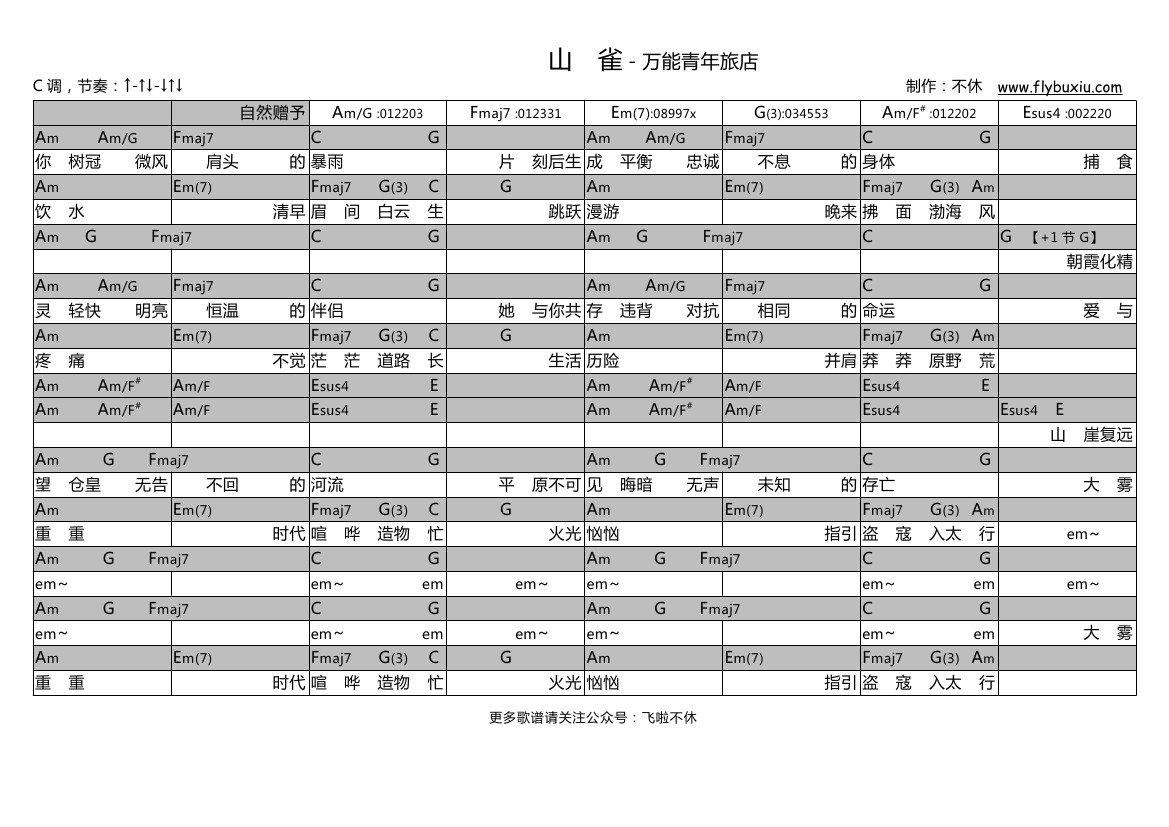 山 雀 - 万能青年旅店
C 调，节奏：↑-↑↓-↓↑↓ 制作：不休 www.flybuxiu.com
自然赠予 Am/G :012203 Fmaj7 :012331 Em(7):08997x G(3):034553 Am/F# :012202 Esus4 :002220
Am Am/G Fmaj7 C G Am Am/G Fmaj7 C G
你 树冠 微风 肩头 的 暴雨 片 刻后生 成 平衡 忠诚 不息 的 身体 捕 食
Am Em(7) Fmaj7 G(3) C G Am Em(7) Fmaj7 G(3) Am
饮 水 清早 眉 间 白云 生 跳跃 漫游 晚来 拂 面 渤海 风
Am G Fmaj7 C G Am G Fmaj7 C G 【+1 节 G】
朝霞化精
Am Am/G Fmaj7 C G Am Am/G Fmaj7 C G
灵 轻快 明亮 恒温 的 伴侣 她 与你共 存 违背 对抗 相同 的 命运 爱 与
Am Em(7) Fmaj7 G(3) C G Am Em(7) Fmaj7 G(3) Am
疼 痛 不觉 茫 茫 道路 长 生活 历险 并肩 莽 莽 原野 荒
Am Am/F# Am/F Esus4 E Am Am/F# Am/F Esus4 E
Am Am/F# Am/F Esus4 E Am Am/F# Am/F Esus4 Esus4 E
山 崖复远
Am G Fmaj7 C G Am G Fmaj7 C G
望 仓皇 无告 不回 的 河流 平 原不可 见 晦暗 无声 未知 的 存亡 大 雾
Am Em(7) Fmaj7 G(3) C G Am Em(7) Fmaj7 G(3) Am
重 重 时代 喧 哗 造物 忙 火光 恼恼 指引 盗 寇 入太 行 em~
Am G Fmaj7 C G Am G Fmaj7 C G
em~ em~ em em~ em~ em~ em em~
Am G Fmaj7 C G Am G Fmaj7 C G
em~ em~ em em~ em~ em~ em 大 雾
Am Em(7) Fmaj7 G(3) C G Am Em(7) Fmaj7 G(3) Am
重 重 时代 喧 哗 造物 忙 火光 恼恼 指引 盗 寇 入太 行
更多歌谱请关注公众号：飞啦不休